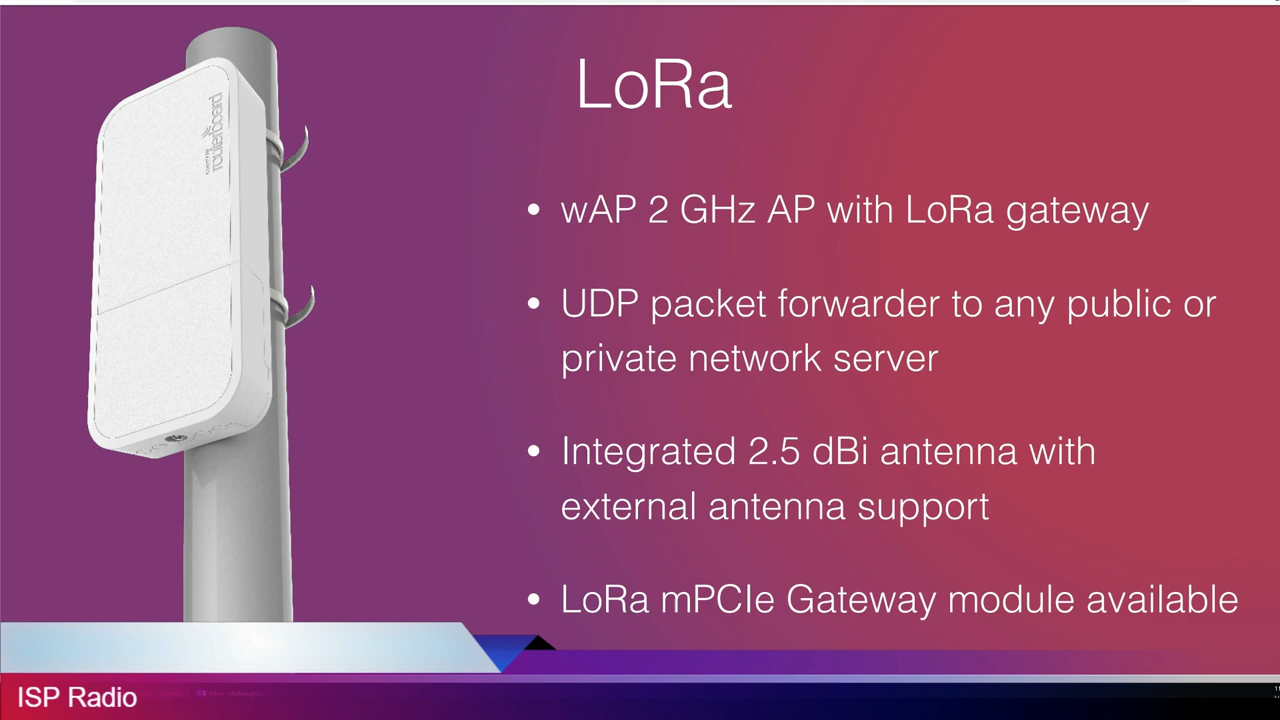 LoRa
• wAP 2 GHz AP with LoRa gateway
• UDP packet forwarder to any public or
private network server
• Integrated 2.5 dBi antenna with
external antenna support
• LoRa mPCIe Gateway module available
routerboard
ISP Radio